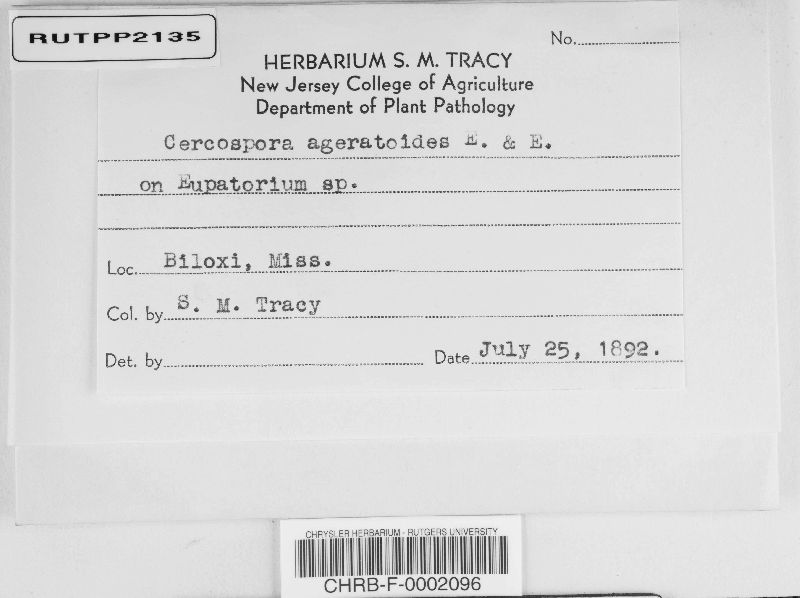 RUTPP2135
No.
HERBARIUM S. M. TRACY
New Jersey College of Agriculture
Department of Plant Pathology
Cercospora ageratoides E. & E.
on Eupatorium sp.
Loc. Biloxi, Miss.
Col. by S. M. Tracy
Det. by Date July 25, 1892.
CHRYSLER HERBARIUM - RUTGERS UNIVERSITY
CHRB-F-0002096